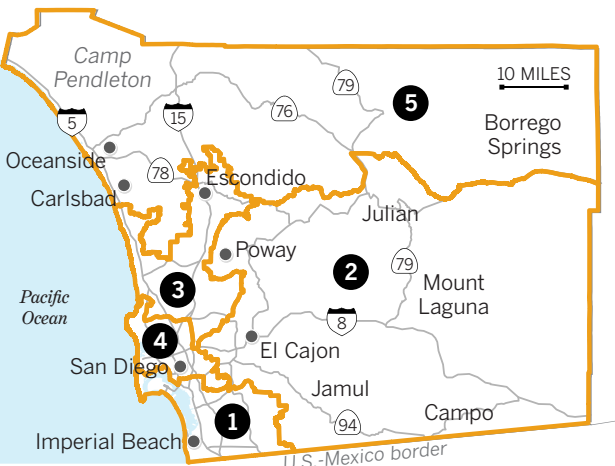 Camp
Pendleton
79
10 MILES
5
76
15
5
Borrego
Springs
Oceanside
78
Escondido
Carlsbad
Julian
Poway
79
2
Mount
Laguna
3
Pacific
Ocean
8
4
El Cajon
San Diego
Jamul
Campo
1
94
Imperial Beach
U.S.-Mexico border